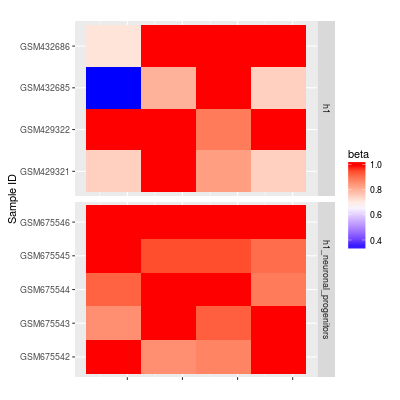 GSM432686
GSM432685
GSM429322
GSM429321
h1
Sample ID
GSM675546
GSM675545
GSM675544
GSM675543
GSM675542
h1_neuronal_progenitors
beta
1.0
0.8
0.6
0.4